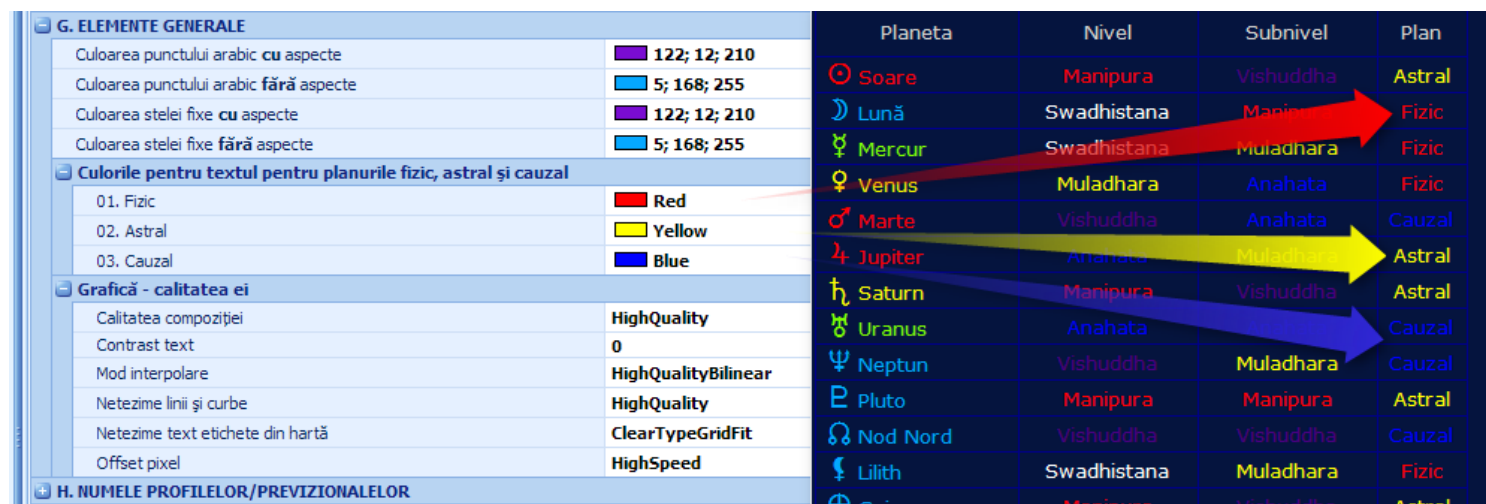 G. ELEMENTE GENERALE
Culoarea punctului arabic cu aspecte 122; 12; 210
Culoarea punctului arabic fără aspecte 5; 168; 255
Culoarea stelei fixe cu aspecte 122; 12; 210
Culoarea stelei fixe fără aspecte 5; 168; 255
Culorile pentru textul pentru planurile fizic, astral şi cauzal
01. Fizic Red
02. Astral Yellow
03. Cauzal Blue
Grafică - calitatea ei
Calitatea compoziţiei HighQuality
Contrast text 0
Mod interpolare HighQualityBilinear
Netezime linii şi curbe HighQuality
Netezime text etichete din hartă ClearTypeGridFit
Offset pixel HighSpeed
H. NUMELE PROFILELOR/PREVIZIONALELOR
Planeta Nivel Subnivel Plan
Soare Manipura Vishuddha Astral
Lună Swadhistana Manipura Fizic
Mercur Swadhistana Muladhara Fizic
Venus Muladhara Anahata Fizic
Marte Vishuddha Anahata Cauzal
Jupiter Anahata Muladhara Astral
Saturn Manipura Vishuddha Astral
Uranus Anahata Cauzal
Neptun Vishuddha Muladhara Cauzal
Pluto Manipura Manipura Astral
Nod Nord Vishuddha Vishuddha Cauzal
Lilith Swadhistana Muladhara Fizic